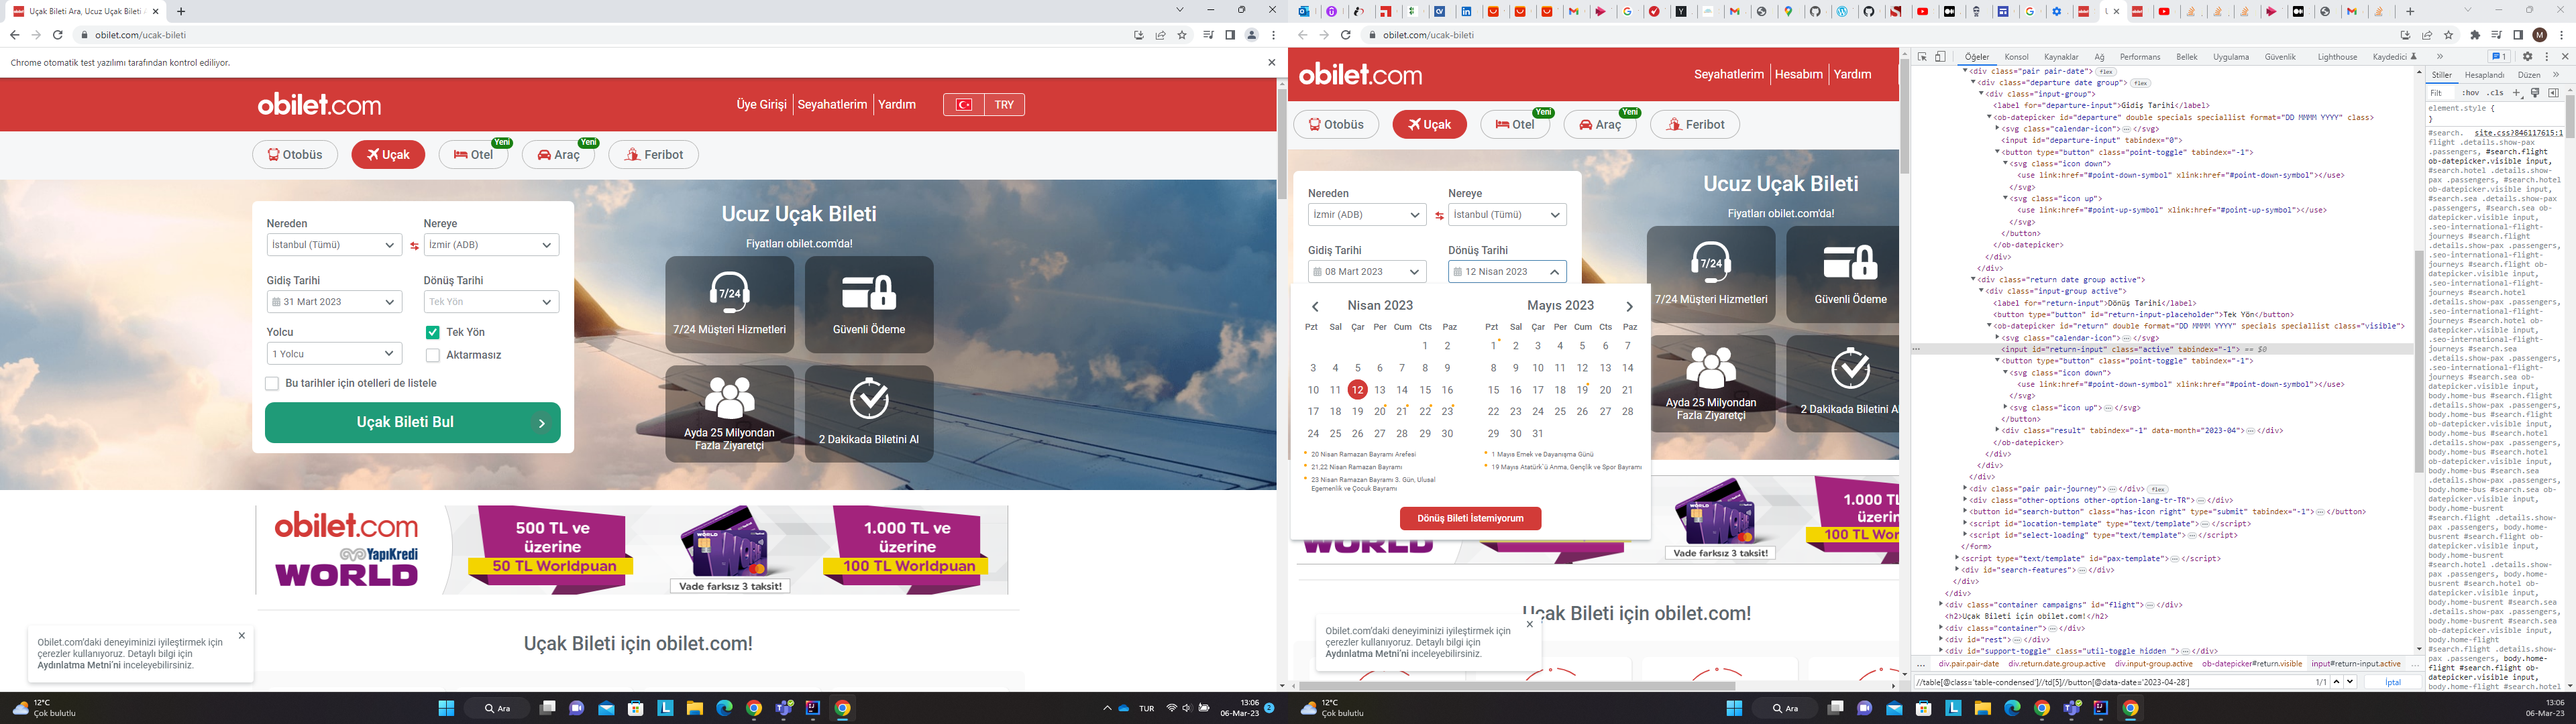 Uçak Bileti Ara, Ucuz Uçak Bileti A
obilet.com/ucak-bileti
Chrome otomatik test yazılımı tarafından kontrol ediliyor.
obilet.com
Üye Girişi
Seyahatlerim
Yardım
TRY
Otobüs
Uçak
Otel
Yeni
Araç
Yeni
Feribot
Nereden
Nereye
İstanbul (Tümü)
İzmir (ADB)
Gidiş Tarihi
Dönüş Tarihi
31 Mart 2023
Tek Yön
Yolcu
Tek Yön
1 Yolcu
Aktarmasız
Bu tarihler için otelleri de listele
Uçak Bileti Bul
Ucuz Uçak Bileti
Fiyatları obilet.com'da!
7/24
7/24 Müşteri Hizmetleri
Güvenli Ödeme
Ayda 25 Milyondan
Fazla Ziyaretçi
2 Dakikada Biletini Al
obilet.com
YapıKredi
WORLD
500 TL ve
üzerine
50 TL Worldpuan
WORLD
Vade farksız 3 taksit!
1.000 TL ve
üzerine
100 TL Worldpuan
Uçak Bileti için obilet.com!
Obilet.com'daki deneyiminizi iyileştirmek için
çerezler kullanıyoruz. Detaylı bilgi için
Aydınlatma Metni'ni inceleyebilirsiniz.
12°C
Çok bulutlu
Ara
TUR
13:06
06-Mar-23
2
obilet.com/ucak-bileti
M
obilet.com
Seyahatlerim
Hesabım
Yardım
Otobüs
Uçak
Otel
Yeni
Araç
Yeni
Feribot
Nereden
Nereye
İzmir (ADB)
İstanbul (Tümü)
Gidiş Tarihi
Dönüş Tarihi
08 Mart 2023
12 Nisan 2023
Nisan 2023
Pzt Sal Çar Per Cum Cts Paz
1 2
3 4 5 6 7 8 9
10 11 12 13 14 15 16
17 18 19 20 21 22 23
24 25 26 27 28 29 30
20 Nisan Ramazan Bayramı Arefesi
21,22 Nisan Ramazan Bayramı
23 Nisan Ramazan Bayramı 3. Gün, Ulusal
Egemenlik ve Çocuk Bayramı
Mayıs 2023
Pzt Sal Çar Per Cum Cts Paz
1 2 3 4 5 6 7
8 9 10 11 12 13 14
15 16 17 18 19 20 21
22 23 24 25 26 27 28
29 30 31
1 Mayıs Emek ve Dayanışma Günü
19 Mayıs Atatürk'ü Anma, Gençlik ve Spor Bayramı
Dönüş Bileti İstemiyorum
Ucuz Uçak Bileti
Fiyatları obilet.com'da!
7/24
7/24 Müşteri Hizmetleri
Güvenli Ödeme
Ayda 25 Milyondan
Fazla Ziyaretçi
2 Dakikada Biletini Al
WORLD
Vade farksız 3 taksit!
1.000 TL
üzerin
100 TL Wor
Uçak Bileti için obilet.com!
Obilet.com'daki deneyiminizi iyileştirmek için
çerezler kullanıyoruz. Detaylı bilgi için
Aydınlatma Metni'ni inceleyebilirsiniz.
Öğeler Konsol Kaynaklar Ağ Performans Bellek Uygulama Güvenlik Lighthouse Kaydedici
1
<div class="pair pair-date"> flex
<div class="departure date group"> flex
<div class="input-group">
<label for="departure-input">Gidiş Tarihi</label>
<ob-datepicker id="departure" double specials speciallist format="DD MMMM YYYY" class>
<svg class="calendar-icon"></svg>
<input id="departure-input" tabindex="0">
<button type="button" class="point-toggle" tabindex="-1">
<svg class="icon down">
<use link:href="#point-down-symbol" xlink:href="#point-down-symbol"></use>
</svg>
<svg class="icon up">
<use link:href="#point-up-symbol" xlink:href="#point-up-symbol"></use>
</svg>
</button>
</ob-datepicker>
</div>
</div>
<div class="return date group active">
<div class="input-group active">
<label for="return-input">Dönüş Tarihi</label>
<button type="button" id="return-input-placeholder">Tek Yön</button>
<ob-datepicker id="return" double format="DD MMMM YYYY" specials speciallist class="visible">
<svg class="calendar-icon"></svg>
<input id="return-input" class="active" tabindex="-1"> == $0
<button type="button" class="point-toggle" tabindex="-1">
<svg class="icon down">
<use link:href="#point-down-symbol" xlink:href="#point-down-symbol"></use>
</svg>
<svg class="icon up"></svg>
</button>
<div class="result" tabindex="-1" data-month="2023-04"></div>
</ob-datepicker>
</div>
</div>
</div>
<div class="pair pair-journey"></div> flex
<div class="other-options other-option-lang-tr-TR"></div>
<button id="search-button" class="has-icon right" type="submit" tabindex="-1"></button>
<script id="location-template" type="text/template"></script>
<script id="select-loading" type="text/template"></script>
</form>
<script type="text/template" id="pax-template"></script>
<div id="search-features"></div>
</div>
</div>
<div class="container campaigns" id="flight"></div>
<h2>Uçak Bileti için obilet.com!</h2>
<div class="container"></div>
<div id="rest"></div>
<div id="support-toggle" class="util-toggle hidden "></div>
div.pair.pair-date div.return.date.group.active div.input-group.active ob-datepicker#return.visible input#return-input.active
//table[@class='table-condensed']//td[5]//button[@data-date='2023-04-28']
1/1
İptal
Stiller Hesaplandı Düzen
Filt
:hov .cls
element.style {
}
site.css?846117615:1
12°C
Çok bulutlu
Ara
13:06
06-Mar-23